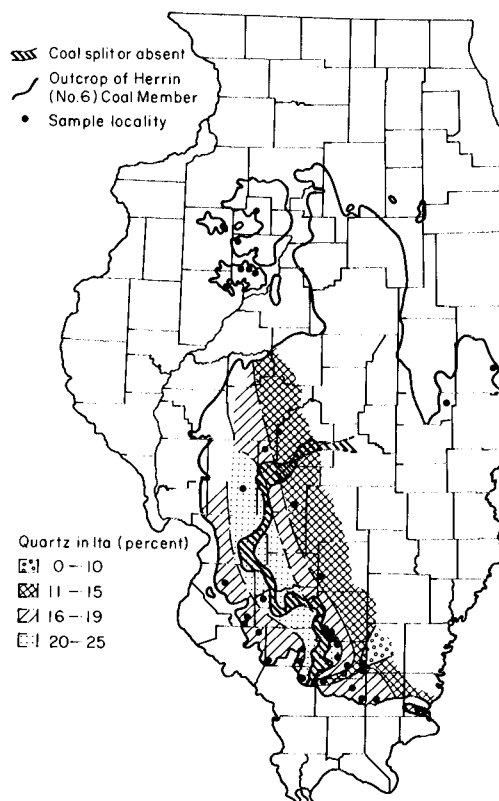 Coal split or absent
Outcrop of Herrin
(No. 6) Coal Member
Sample locality
Quartz in lta (percent)
0 - 10
11 - 15
16 - 19
20 - 25